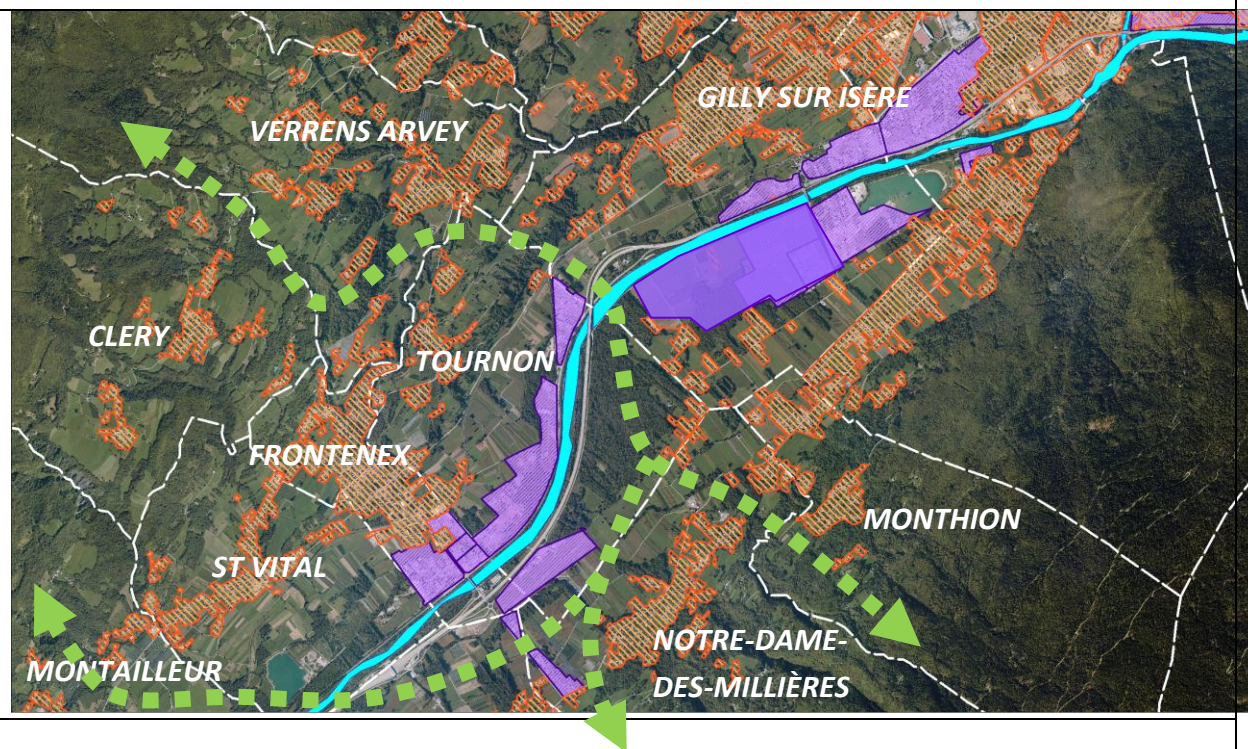 GILLY SUR ISÈRE
VERRENS ARVEY
CLERY
TOURNON
FRONTENEX
MONTHION
ST VITAL
NOTRE-DAME-
DES-MILLIÈRES
MONTAILLEUR